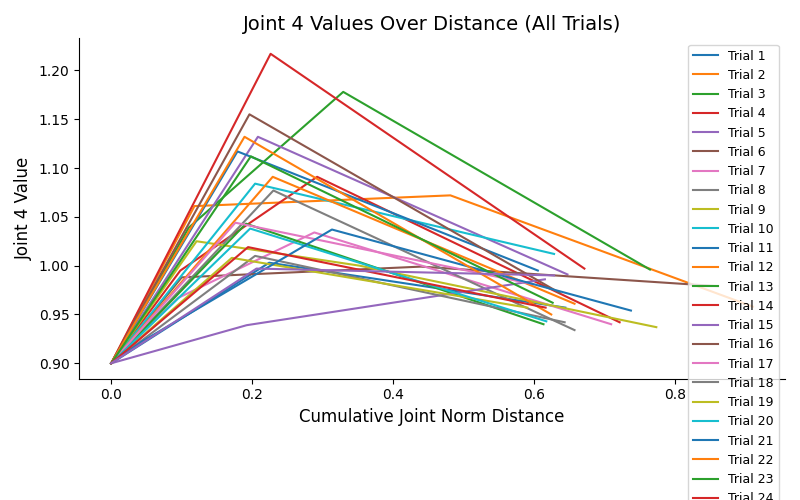 Joint 4 Values Over Distance (All Trials)
Joint 4 Value
1.20
1.15
1.10
1.05
1.00
0.95
0.90
0.0
0.2
0.4
0.6
0.8
Cumulative Joint Norm Distance
Trial 1
Trial 2
Trial 3
Trial 4
Trial 5
Trial 6
Trial 7
Trial 8
Trial 9
Trial 10
Trial 11
Trial 12
Trial 13
Trial 14
Trial 15
Trial 16
Trial 17
Trial 18
Trial 19
Trial 20
Trial 21
Trial 22
Trial 23
Trial 24